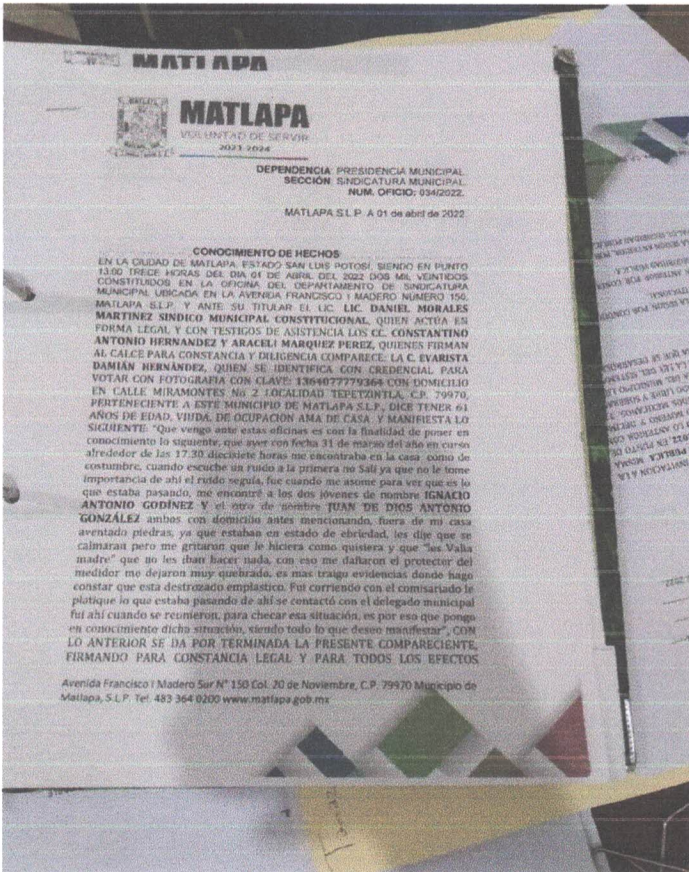 MATLAPA
MATLAPA
VOLUNTAD DE SERVIR
2021-2024
DEPENDENCIA: PRESIDENCIA MUNICIPAL.
SECCIÓN: SINDICATURA MUNICIPAL.
NUM. OFICIO: 034/2022.
MATLAPA S.L.P. A 01 de abril de 2022.
CONOCIMIENTO DE HECHOS
EN LA CIUDAD DE MATLAPA, ESTADO SAN LUIS POTOSI, SIENDO EN PUNTO
13:00 TRECE HORAS DEL DIA 01 DE ABRIL DEL 2022 DOS MIL VEINTIDOS
CONSTITUIDOS EN LA OFICINA DEL DEPARTAMENTO DE SINDICATURA
MUNICIPAL UBICADA EN LA AVENIDA FRANCISCO I MADERO NÚMERO 150,
MATLAPA S.L.P. Y ANTE SU TITULAR EL LIC. LIC. DANIEL MORALES
MARTINEZ SINDICO MUNICIPAL CONSTITUCIONAL, QUIEN ACTÚA EN
FORMA LEGAL Y CON TESTIGOS DE ASISTENCIA LOS CC. CONSTANTINO
ANTONIO HERNANDEZ Y ARACELI MARQUEZ PEREZ, QUIENES FIRMAN
AL CALCE PARA CONSTANCIA Y DILIGENCIA COMPARECE: LA C. EVARISTA
DAMIÁN HERNÁNDEZ, QUIEN SE IDENTIFICA CON CREDENCIAL PARA
VOTAR CON FOTOGRAFIA CON CLAVE: 1364077779364 CON DOMICILIO
EN CALLE MIRAMONTES No 2 LOCALIDAD TEPETZINTLA, C.P. 79970,
PERTENECIENTE A ESTE MUNICIPIO DE MATLAPA S.L.P., DICE TENER 61
AÑOS DE EDAD, VIUDA, DE OCUPACION AMA DE CASA, Y MANIFIESTA LO
SIGUIENTE: "Que vengo ante estas oficinas es con la finalidad de poner en
conocimiento lo siguiente, que ayer con fecha 31 de marzo del año en curso
alrededor de las 17.30 diecisiete horas me encontraba en la casa como de
costumbre, cuando escuche un ruido a la primera no Salí ya que no le tome
importancia de ahí el ruido seguía, fue cuando me asome para ver que es lo
que estaba pasando, me encontré a los dos jóvenes de nombre IGNACIO
ANTONIO GODÍNEZ Y el otro de nombre JUAN DE DIOS ANTONIO
GONZÁLEZ ambos con domicilio antes mencionando, fuera de mi casa
aventado piedras, ya que estaban en estado de ebriedad, les dije que se
calmaran pero me gritaron que le hiciera como quisiera y que "les Valia
madre" que no les iban hacer nada, con eso me dañaron el protector del
medidor me dejaron muy quebrado, es mas traigo evidencias donde hago
constar que esta destrozado emplastico. Fui corriendo con el comisariado le
platique lo que estaba pasando de ahí se contactó con el delegado municipal
fui ahí cuando se reunieron, para checar esa situación, es por eso que pongo
en conocimiento dicha situación, siendo todo lo que deseo manifestar", CON
LO ANTERIOR SE DA POR TERMINADA LA PRESENTE COMPARECIENTE,
FIRMANDO PARA CONSTANCIA LEGAL Y PARA TODOS LOS EFECTOS
Avenida Francisco I Madero Sur N° 150 Col. 20 de Noviembre, C.P. 79970 Municipio de
Matlapa, S.L.P. Tel. 483 364 0200 www.matlapa.gob.mx